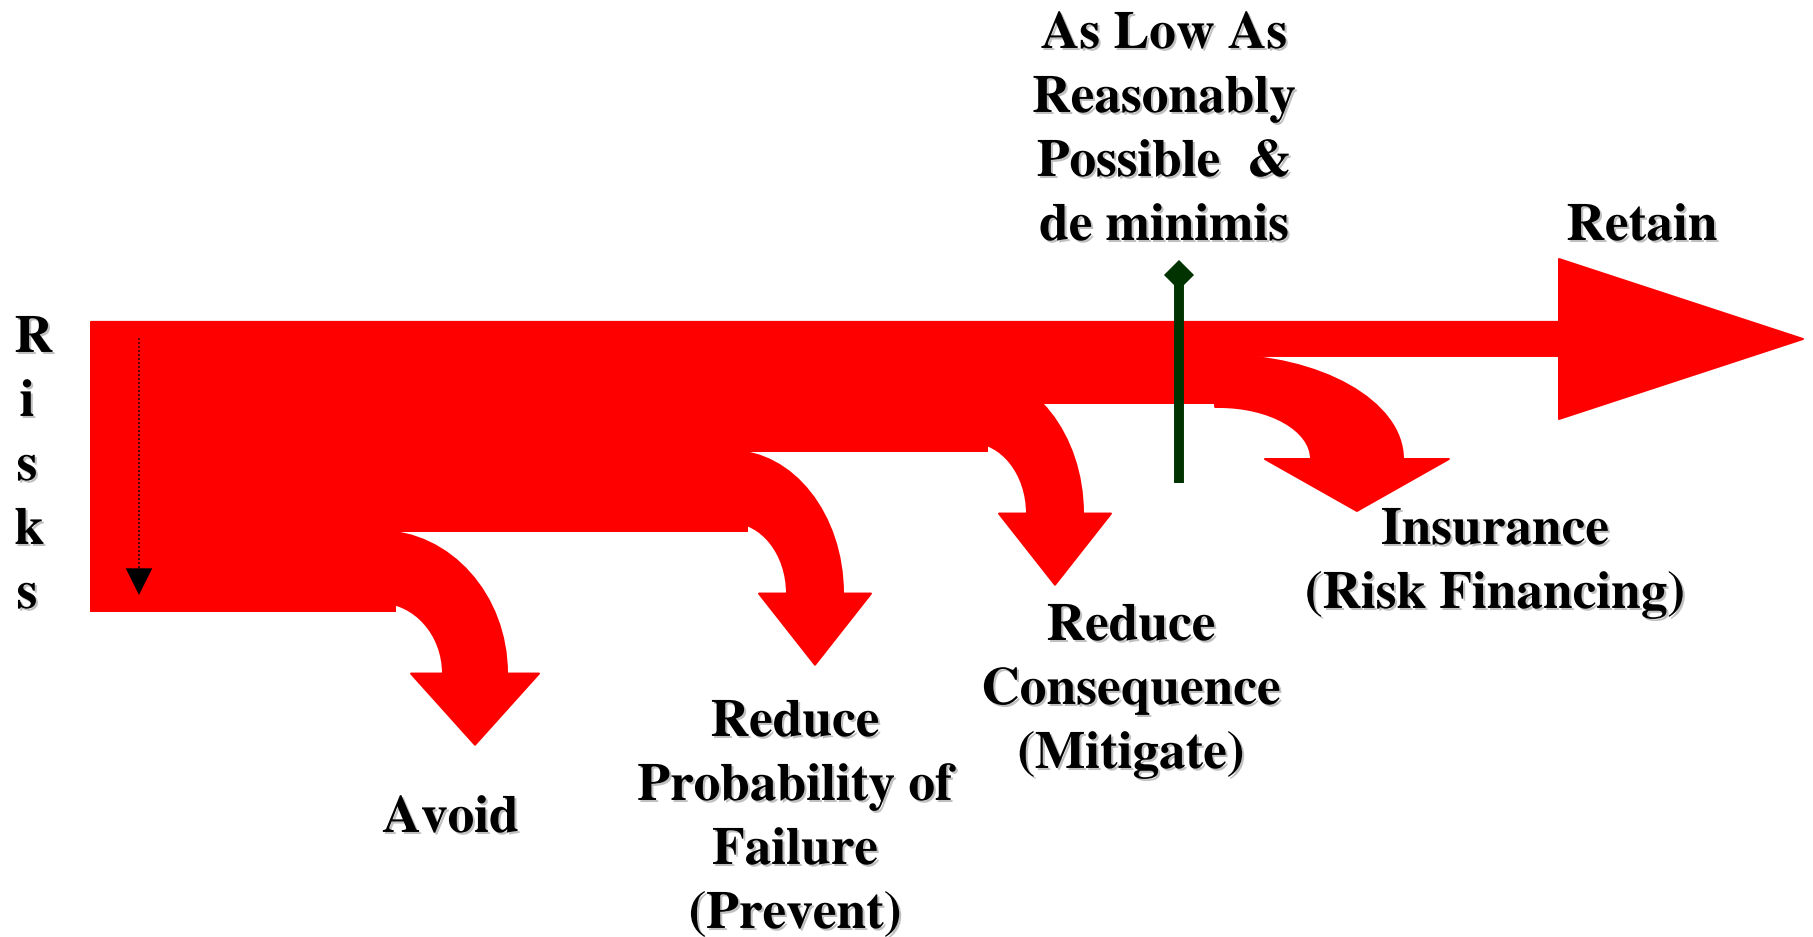 As Low As
Reasonably
Possible &
de minimis
Retain
R
i
s
k
s
Insurance
(Risk Financing)
Reduce
Consequence
(Mitigate)
Reduce
Probability of
Failure
(Prevent)
Avoid